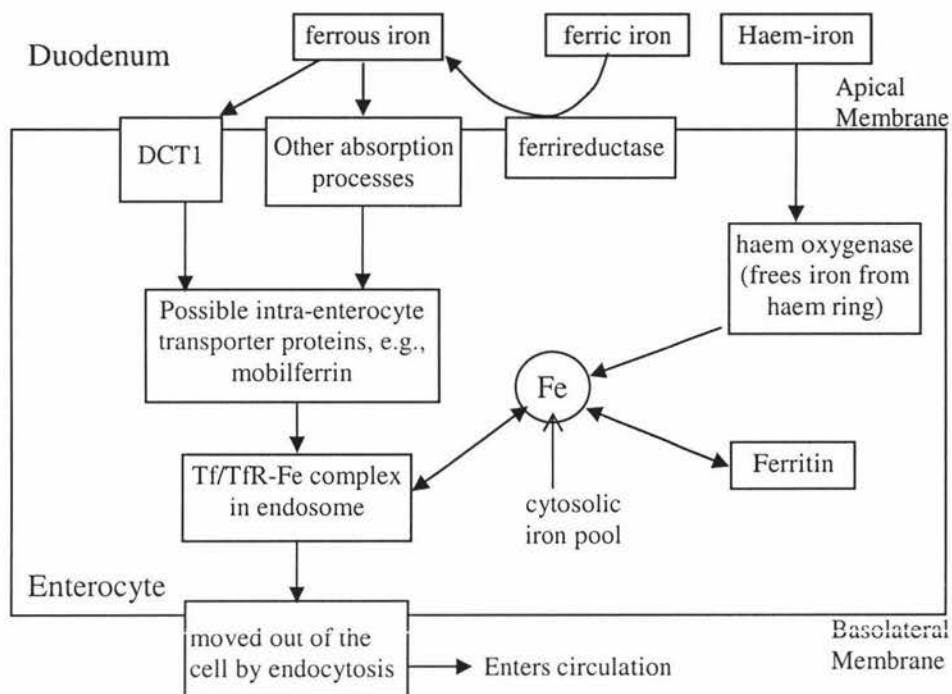 ferrous iron
ferric iron
Haem-iron
Duodenum
Apical
Membrane
DCT1
Other absorption
processes
ferrireductase
haem oxygenase
(frees iron from
haem ring)
Possible intra-enterocyte
transporter proteins, e.g.,
mobilferrin
Fe
Tf/TfR-Fe complex
in endosome
Ferritin
cytosolic
iron pool
Enterocyte
moved out of the
cell by endocytosis
Enters circulation
Basolateral
Membrane